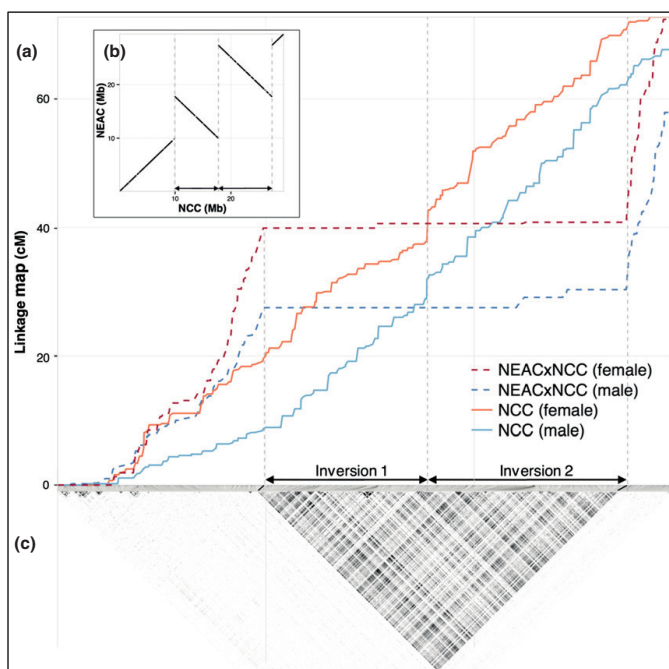 (a)
(b)
NEAC (Mb)
20
10
10
20
NCC (Mb)
Linkage map (cM)
60
40
20
0
NEACxNCC (female)
NEACxNCC (male)
NCC (female)
NCC (male)
Inversion 1
Inversion 2
(c)